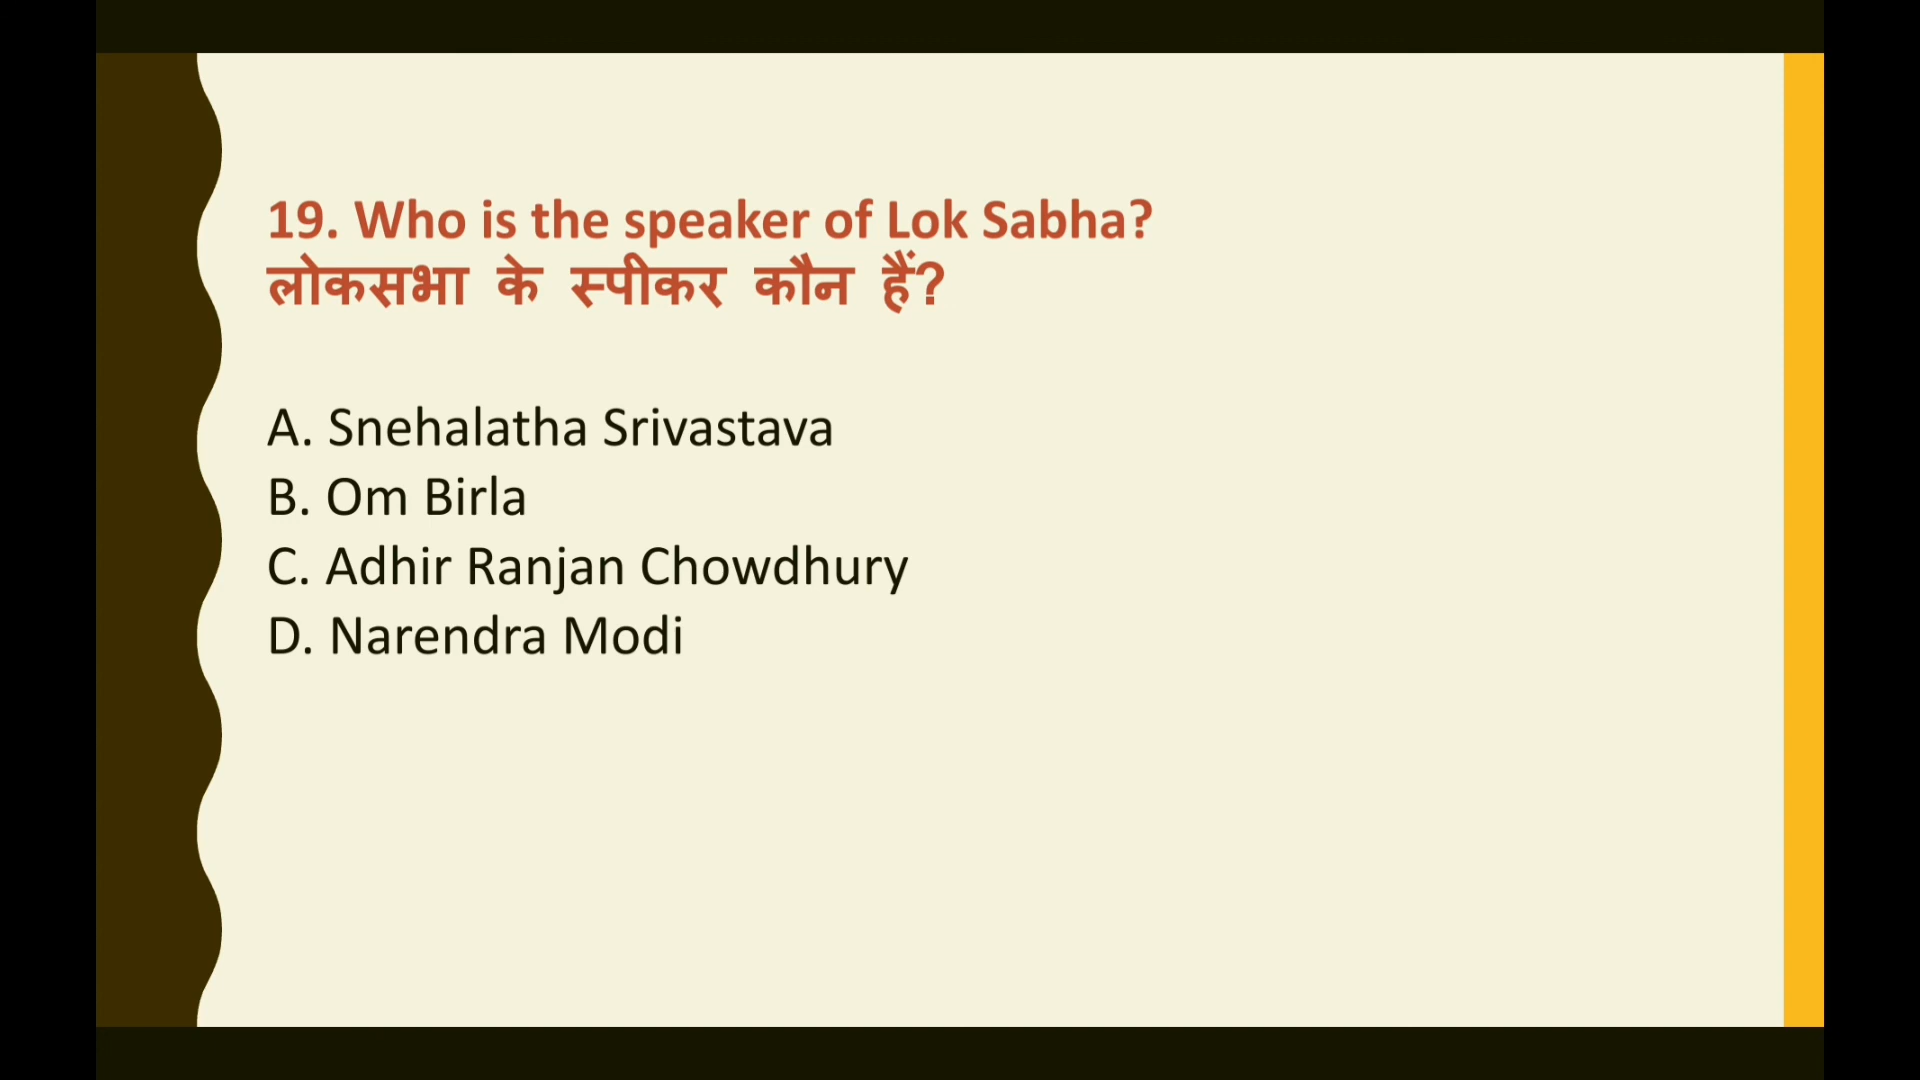 19. Who is the speaker of Lok Sabha?
लोकसभा के स्पीकर कौन हैं?
A. Snehalatha Srivastava
B. Om Birla
C. Adhir Ranjan Chowdhury
D. Narendra Modi